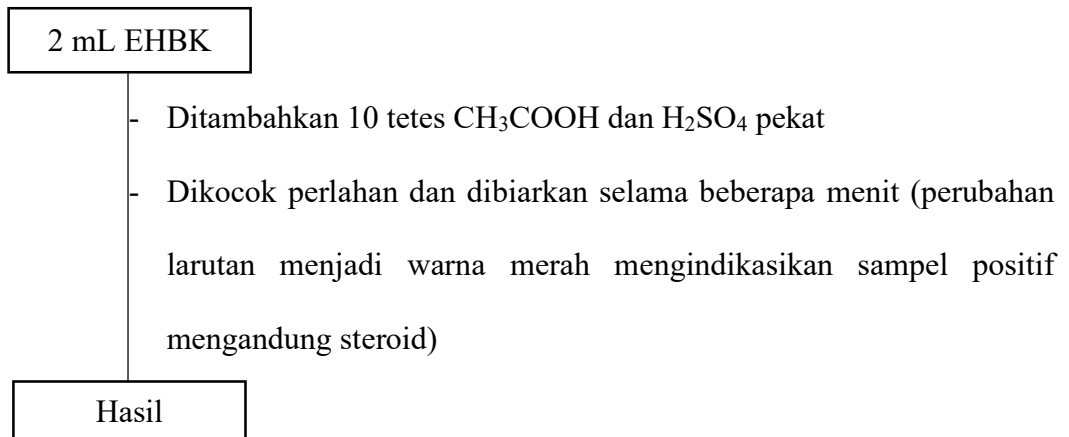 2 mL EHBK
- Ditambahkan 10 tetes CH₃COOH dan H₂SO₄ pekat
- Dikocok perlahan dan dibiarkan selama beberapa menit (perubahan
larutan menjadi warna merah mengindikasikan sampel positif
mengandung steroid)
Hasil